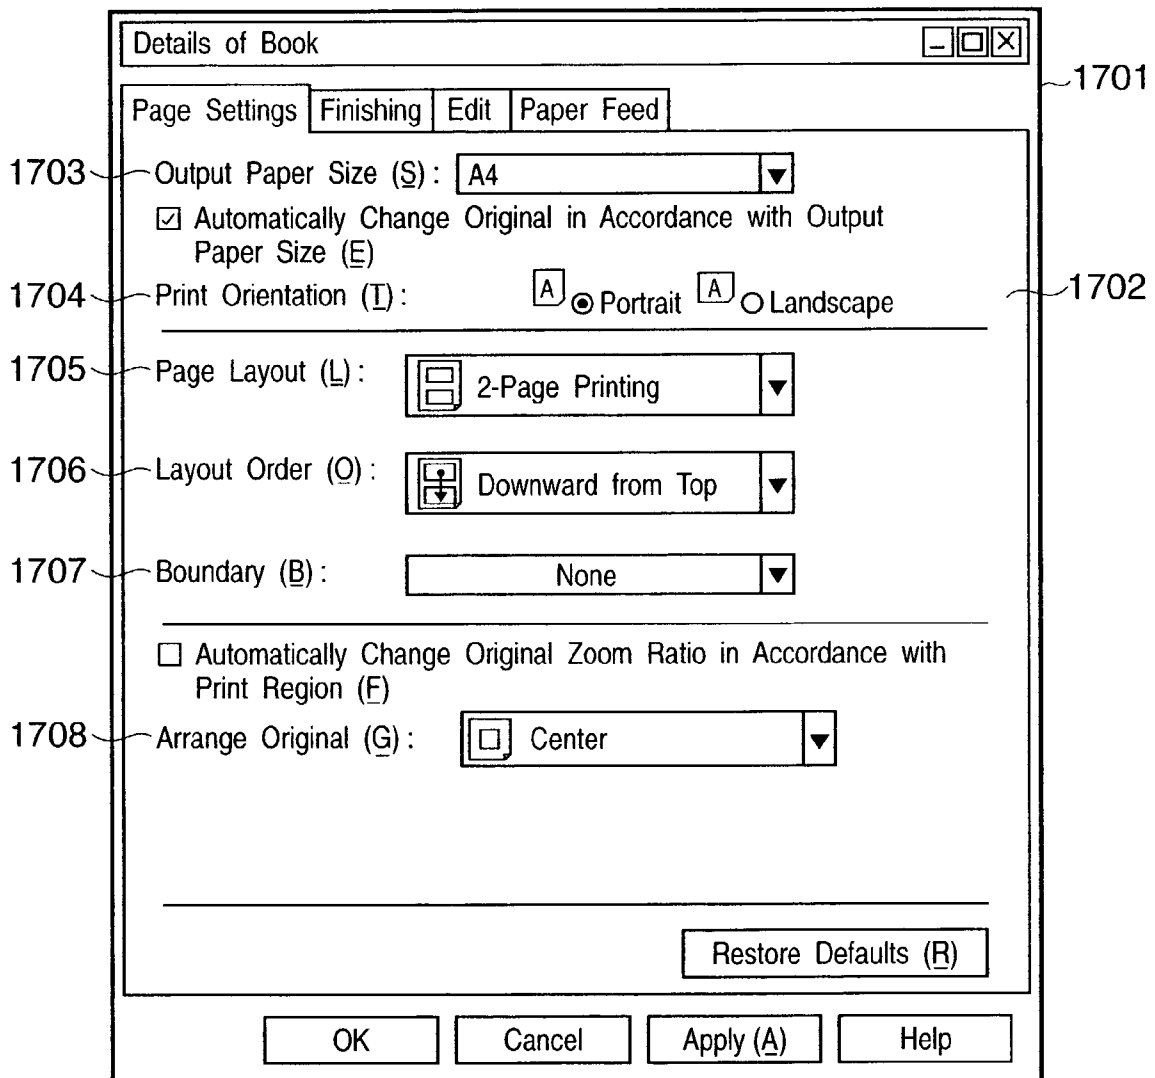 Details of Book
1701
Page Settings Finishing Edit Paper Feed
1703 Output Paper Size (S) : A4
Automatically Change Original in Accordance with Output
Paper Size (E)
1704 Print Orientation (T) : A Portrait A Landscape 1702
1705 Page Layout (L) : 2-Page Printing
1706 Layout Order (O) : Downward from Top
1707 Boundary (B) : None
Automatically Change Original Zoom Ratio in Accordance with
Print Region (F)
1708 Arrange Original (G) : Center
Restore Defaults (R)
OK Cancel Apply (A) Help